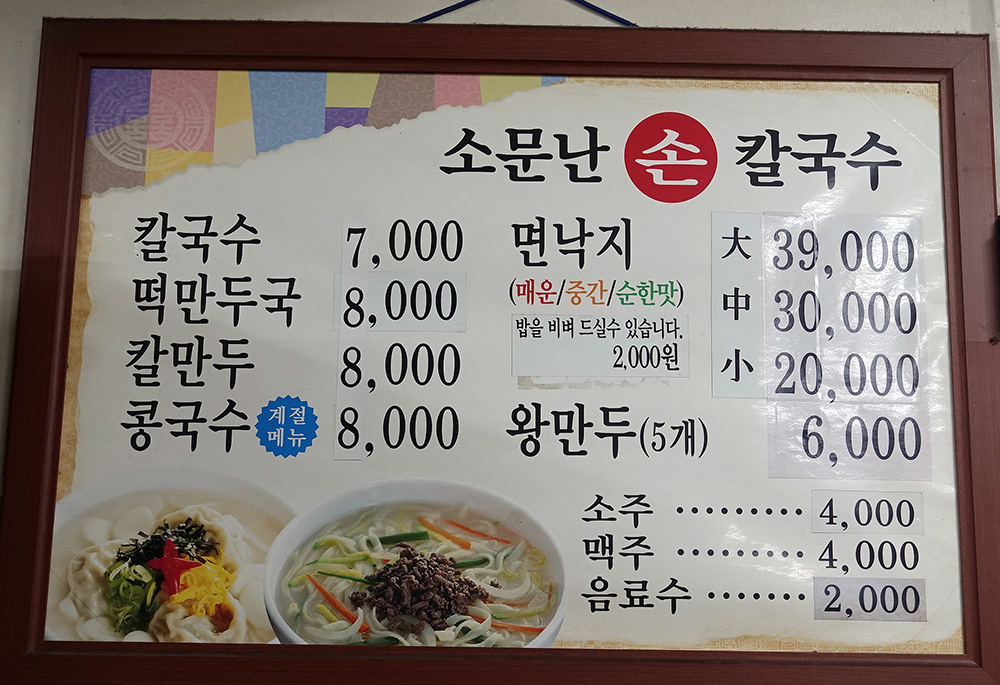 소문난 손 칼국수
칼국수 7,000
떡만두국 8,000
칼만두 8,000
콩국수 계절메뉴 8,000
면낙지 大 39,000
(매운/중간/순한맛) 中 30,000
밥을 비벼 드실수 있습니다.
2,000원
小 20,000
왕만두(5개) 6,000
소주 ········· 4,000
맥주 ········· 4,000
음료수 ······· 2,000